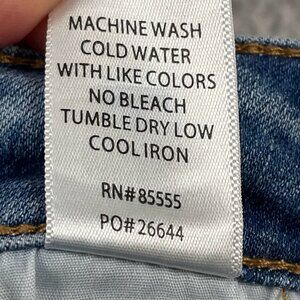 MACHINE WASH
COLD WATER
WITH LIKE COLORS
NO BLEACH
TUMBLE DRY LOW
COOL IRON
RN#85555
PO#26644